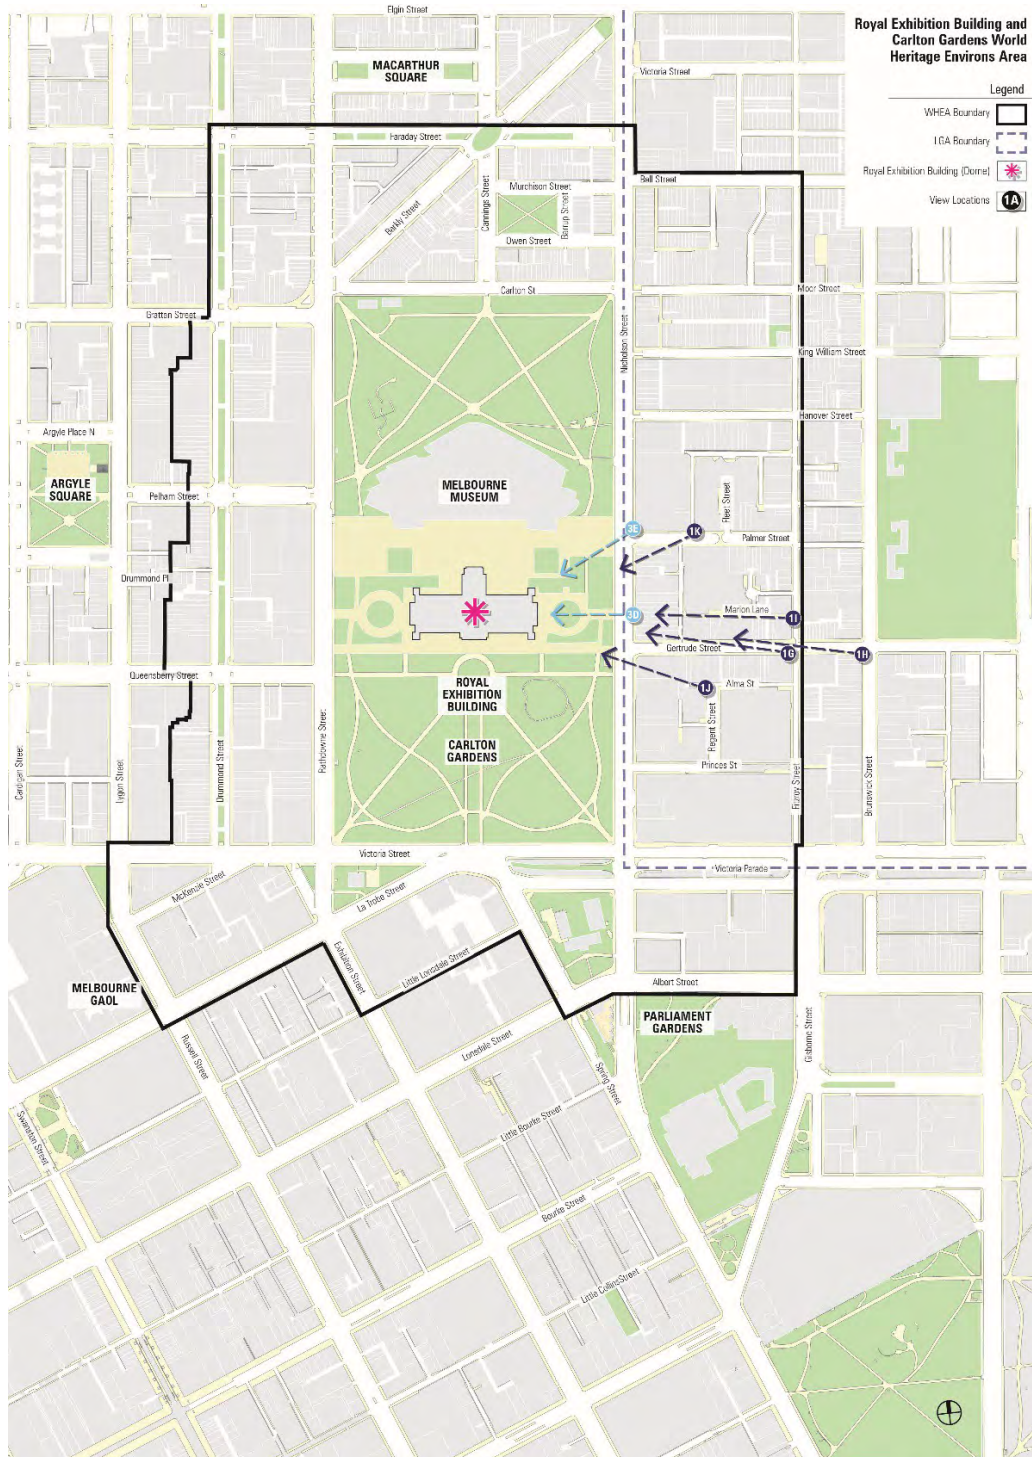 Elgin Street
Royal Exhibition Building and
Carlton Gardens World
Heritage Environs Area
Legend
WHEA Boundary
LGA Boundary
Royal Exhibition Building (Dome)
View Locations
1A
MACARTHUR
SQUARE
Victoria Street
Faraday Street
Bell Street
Murchison Street
Barkly Street
Cannings Street
Barrup Street
Owen Street
Carlton St
Moor Street
Grattan Street
Nicholson Street
King William Street
Hanover Street
Argyle Place N
ARGYLE
SQUARE
MELBOURNE
MUSEUM
Pelham Street
Fleet Street
3E
1K
Palmer Street
Drummond Pl
Marion Lane
3D
1I
Gertrude Street
1G
1H
Queensberry Street
ROYAL
EXHIBITION
BUILDING
1J
Alma St
Regent Street
Rathdowne Street
CARLTON
GARDENS
Princes St
Cardigan Street
Lygon Street
Drummond Street
Fitzroy Street
Brunswick Street
Victoria Street
Victoria Parade
McKenzie Street
La Trobe Street
Exhibition Street
Little Lonsdale Street
MELBOURNE
GAOL
Albert Street
PARLIAMENT
GARDENS
Gisborne Street
Russell Street
Lonsdale Street
Spring Street
Swanston Street
Little Bourke Street
Bourke Street
Little CollinsStreet